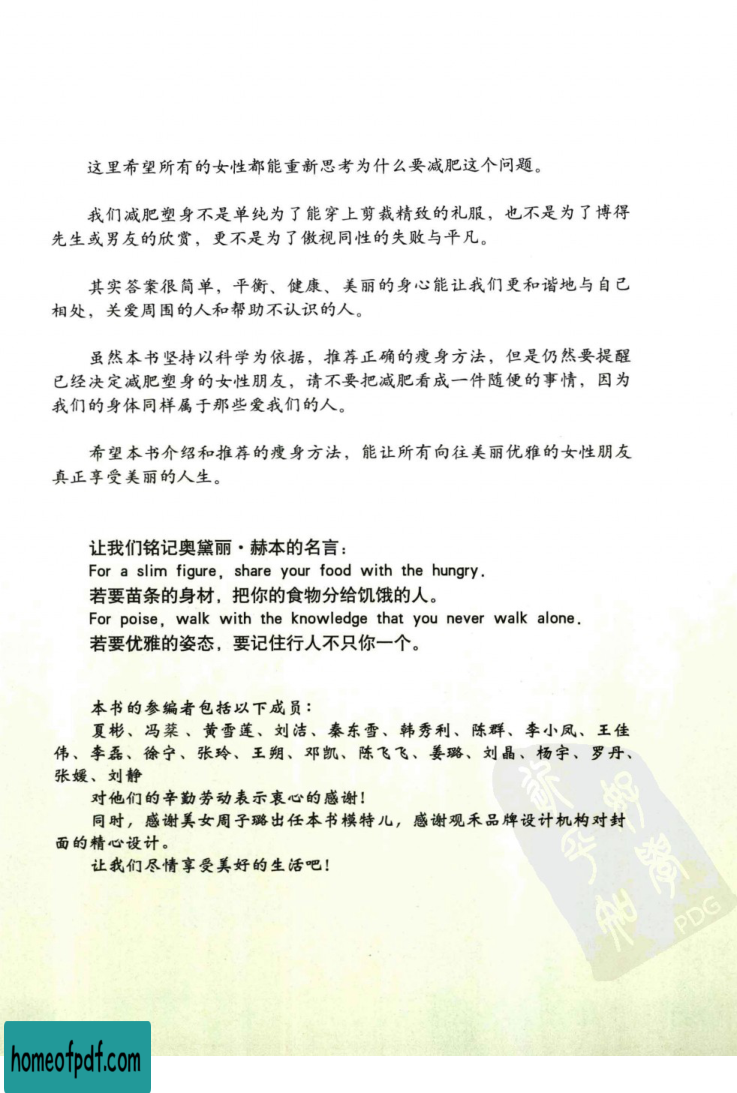 这里希望所有的女性都能重新思考为什么要减肥这个问题。
我们减肥塑身不是单纯为了能穿上剪裁精致的礼服，也不是为了博得
先生或男友的欣赏，更不是为了傲视同性的失败与平凡。
其实答案很简单，平衡、健康、美丽的身心能让我们更和谐地与自己
相处，关爱周围的人和帮助不认识的人。
虽然本书坚持以科学为依据，推荐正确的瘦身方法，但是仍然要提醒
已经决定减肥塑身的女性朋友，请不要把减肥看成一件随便的事情，因为
我们的身体同样属于那些爱我们的人。
希望本书介绍和推荐的瘦身方法，能让所有向往美丽优雅的女性朋友
真正享受美丽的人生。
让我们铭记奥黛丽·赫本的名言：
For a slim figure, share your food with the hungry.
若要苗条的身材，把你的食物分给饥饿的人。
For poise, walk with the knowledge that you never walk alone.
若要优雅的姿态，要记住行人不只你一个。
本书的参编者包括以下成员：
夏彬、冯棻、黄雪莲、刘洁、秦东雪、韩秀利、陈群、李小凤、王佳
伟、李磊、徐宁、张玲、王朔、邓凯、陈飞飞、姜璐、刘晶、杨宇、罗丹、
张媛、刘静
对他们的辛勤劳动表示衷心的感谢！
同时，感谢美女周子璐出任本书模特儿，感谢观禾品牌设计机构对封
面的精心设计。
让我们尽情享受美好的生活吧！
PDG
homeofpdf.com